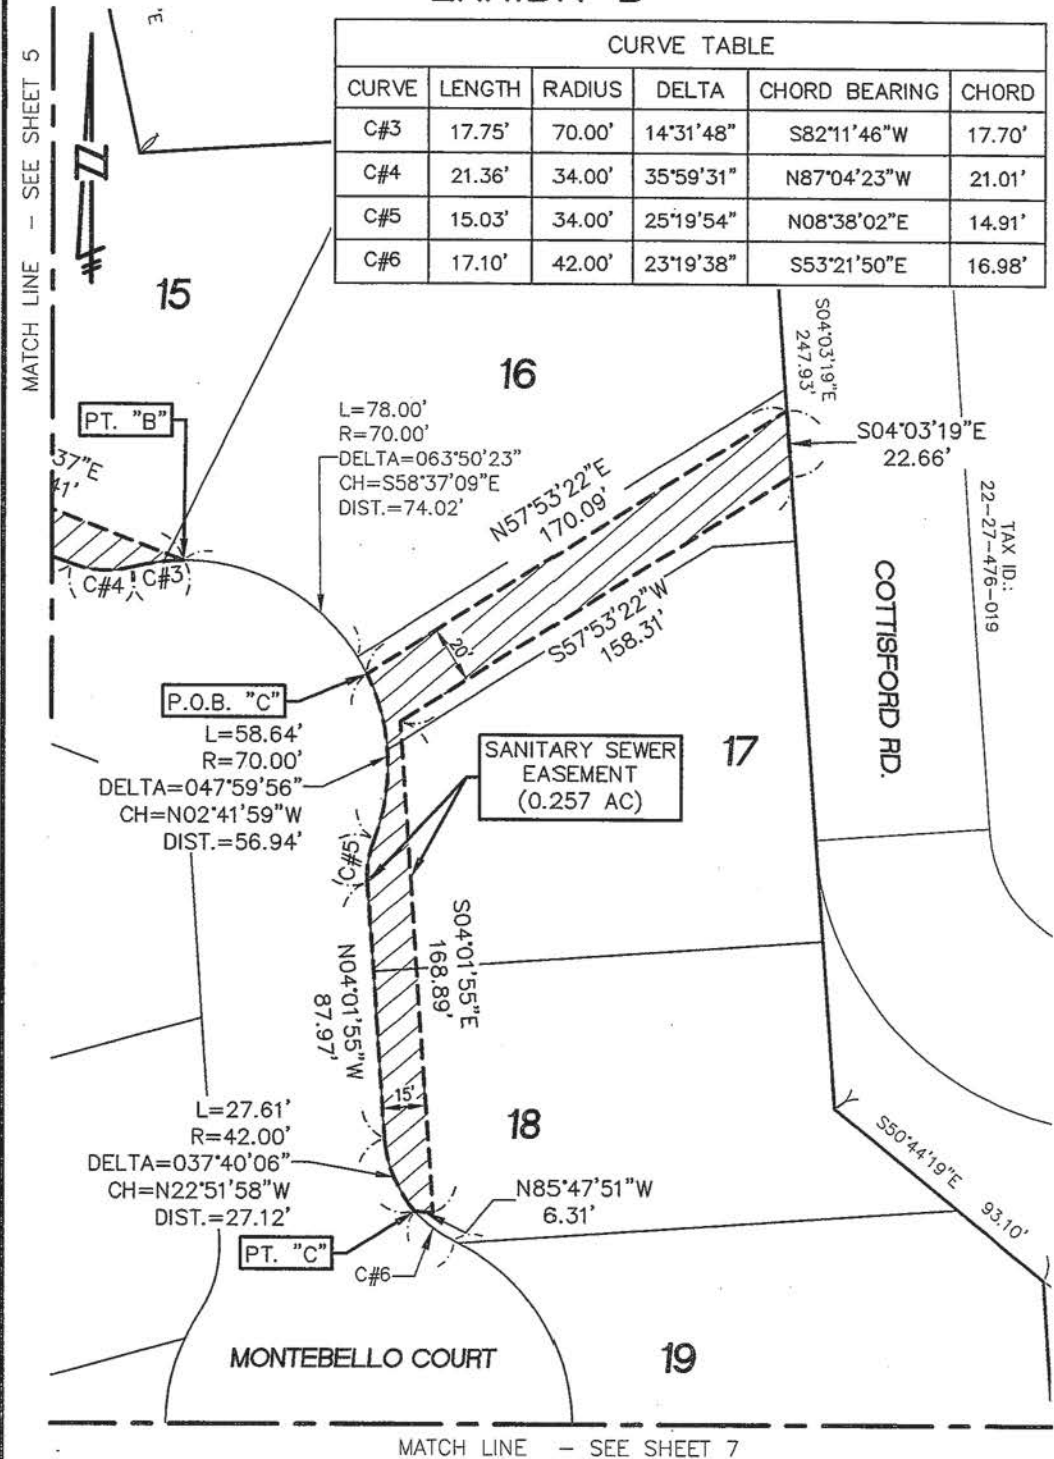 CURVE TABLE
CURVE LENGTH RADIUS DELTA CHORD BEARING CHORD
C#3 17.75' 70.00' 14°31'48" S82°11'46"W 17.70'
C#4 21.36' 34.00' 35°59'31" N87°04'23"W 21.01'
C#5 15.03' 34.00' 25°19'54" N08°38'02"E 14.91'
C#6 17.10' 42.00' 23°19'38" S53°21'50"E 16.98'
MATCH LINE - SEE SHEET 5
15
16
S04°03'19"E
247.93'
PT. "B"
37"E
41'
L=78.00'
R=70.00'
DELTA=063°50'23"
CH=S58°37'09"E
DIST.=74.02'
N57°53'22"E
170.09'
S04°03'19"E
22.66'
TAX ID.:
22-27-476-019
C#4
C#3
20'
S57°53'22"W
158.31'
COTTISFORD RD.
P.O.B. "C"
L=58.64'
R=70.00'
DELTA=047°59'56"
CH=N02°41'59"W
DIST.=56.94'
SANITARY SEWER
EASEMENT
(0.257 AC)
17
C#5
S04°01'55"E
168.89'
N04°01'55"W
87.97'
15'
18
L=27.61'
R=42.00'
DELTA=037°40'06"
CH=N22°51'58"W
DIST.=27.12'
S50°44'19"E
93.10'
N85°47'51"W
6.31'
PT. "C"
C#6
MONTEBELLO COURT
19
MATCH LINE - SEE SHEET 7